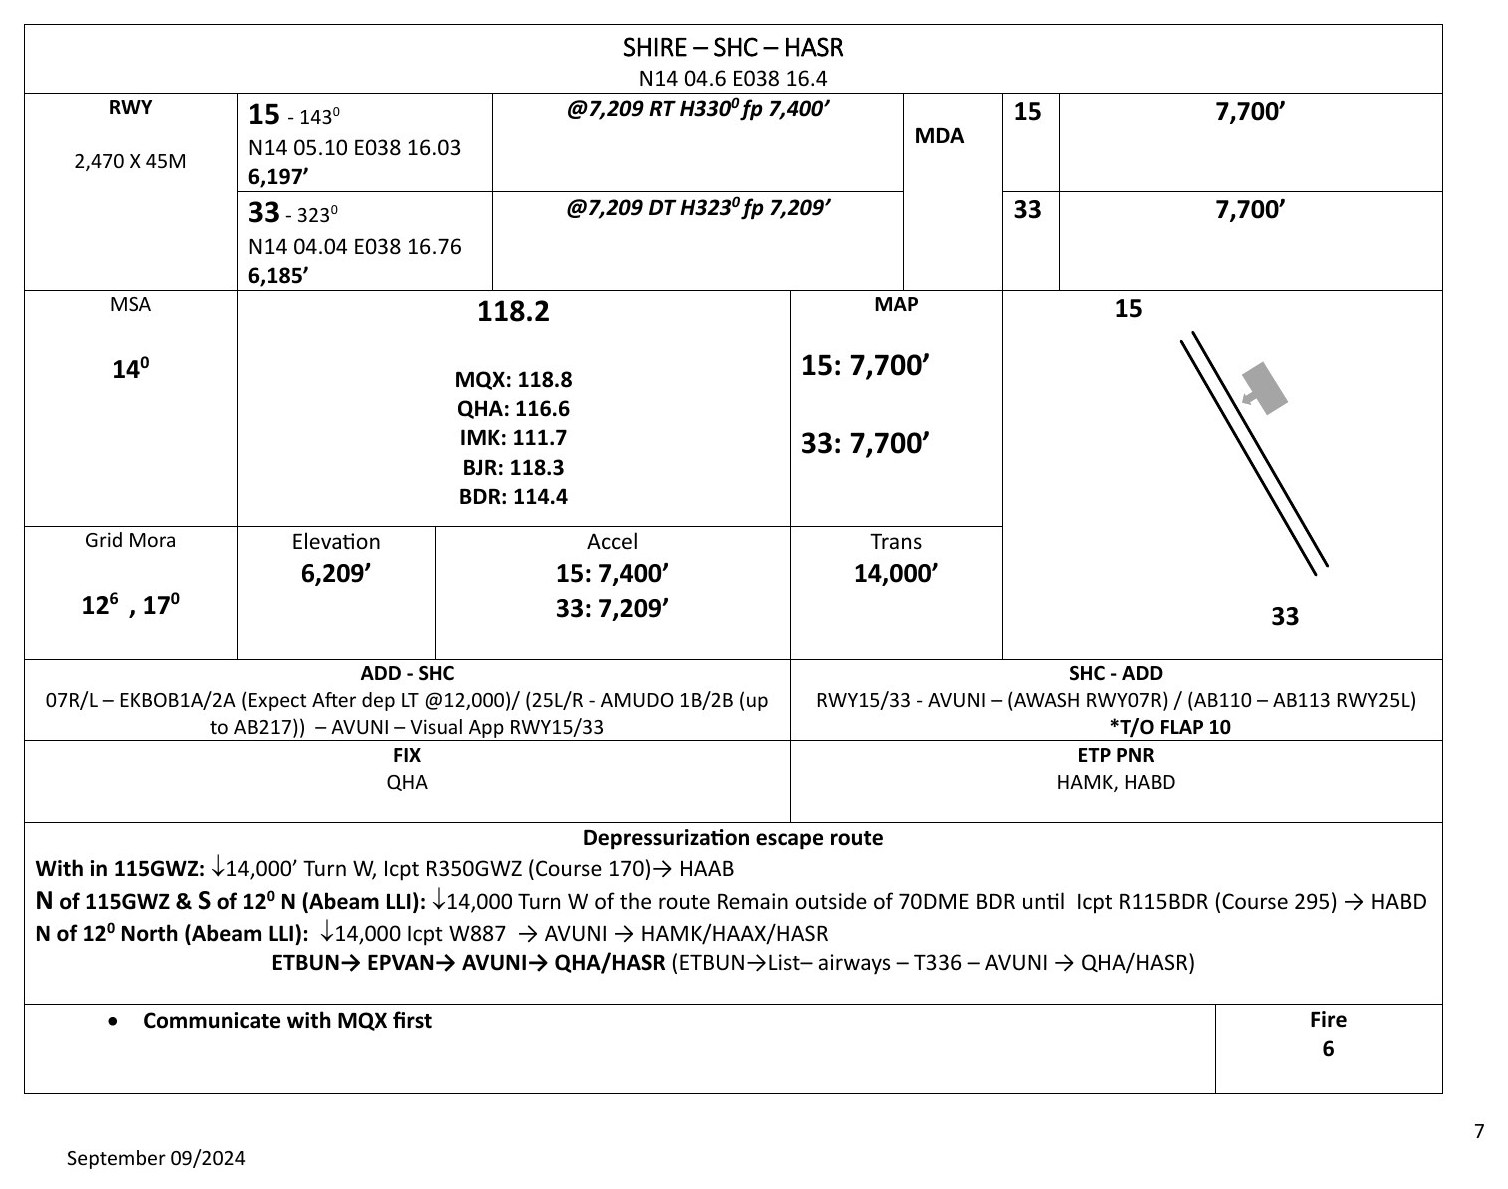 SHIRE – SHC – HASR
N14 04.6 E038 16.4
RWY
2,470 X 45M
15 - 143⁰
N14 05.10 E038 16.03
6,197’
@7,209 RT H330⁰ fp 7,400’
MDA
15
7,700’
33 - 323⁰
N14 04.04 E038 16.76
6,185’
@7,209 DT H323⁰ fp 7,209’
33
7,700’
MSA
14⁰
118.2
MQX: 118.8
QHA: 116.6
IMK: 111.7
BJR: 118.3
BDR: 114.4
MAP
15: 7,700’
33: 7,700’
15
33
Grid Mora
12⁶ , 17⁰
Elevation
6,209’
Accel
15: 7,400’
33: 7,209’
Trans
14,000’
ADD - SHC
07R/L – EKBOB1A/2A (Expect After dep LT @12,000)/ (25L/R - AMUDO 1B/2B (up
to AB217)) – AVUNI – Visual App RWY15/33
SHC - ADD
RWY15/33 - AVUNI – (AWASH RWY07R) / (AB110 – AB113 RWY25L)
*T/O FLAP 10
FIX
QHA
ETP PNR
HAMK, HABD
Depressurization escape route
With in 115GWZ: ↓14,000’ Turn W, Icpt R350GWZ (Course 170)→ HAAB
N of 115GWZ & S of 12⁰ N (Abeam LLI): ↓14,000 Turn W of the route Remain outside of 70DME BDR until Icpt R115BDR (Course 295) → HABD
N of 12⁰ North (Abeam LLI): ↓14,000 Icpt W887 → AVUNI → HAMK/HAAX/HASR
ETBUN→ EPVAN→ AVUNI→ QHA/HASR (ETBUN→List– airways – T336 – AVUNI → QHA/HASR)
• Communicate with MQX first
Fire
6
7
September 09/2024